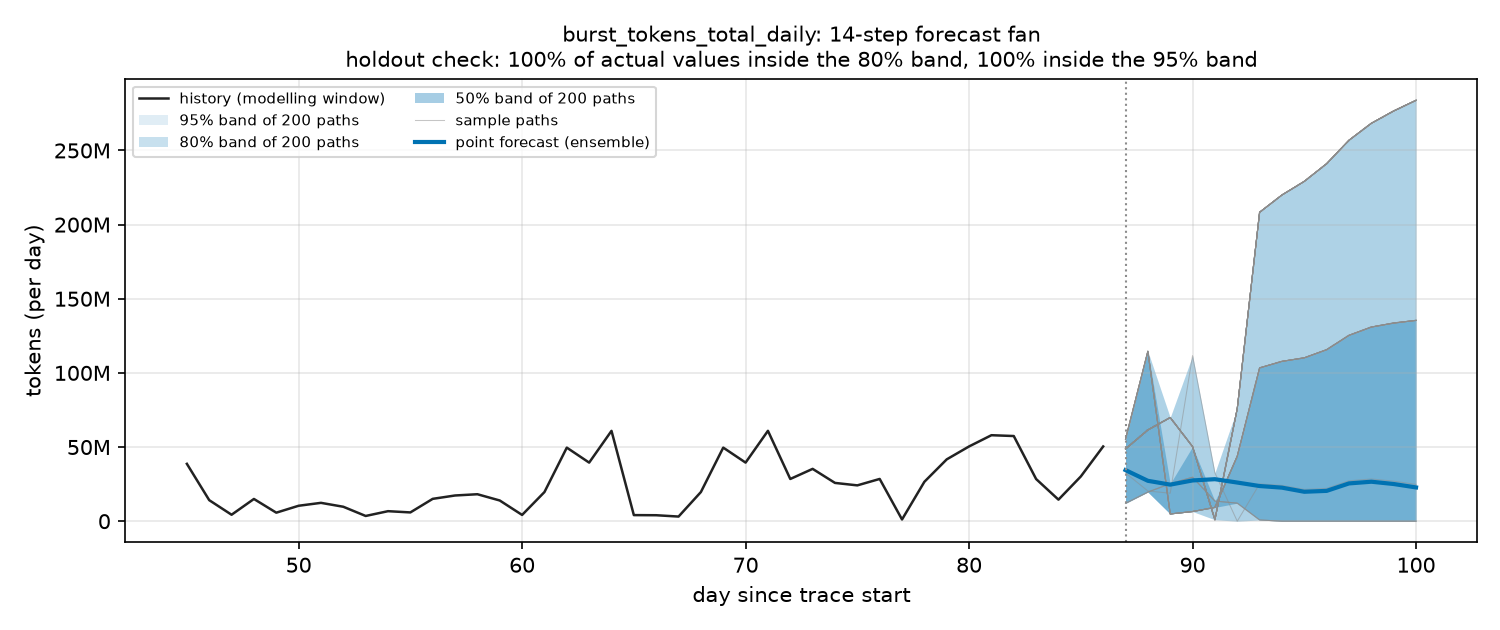 burst_tokens_total_daily: 14-step forecast fan
holdout check: 100% of actual values inside the 80% band, 100% inside the 95% band
history (modelling window)
95% band of 200 paths
80% band of 200 paths
50% band of 200 paths
sample paths
point forecast (ensemble)
tokens (per day)
250M
200M
150M
100M
50M
0
50 60 70 80 90 100
day since trace start